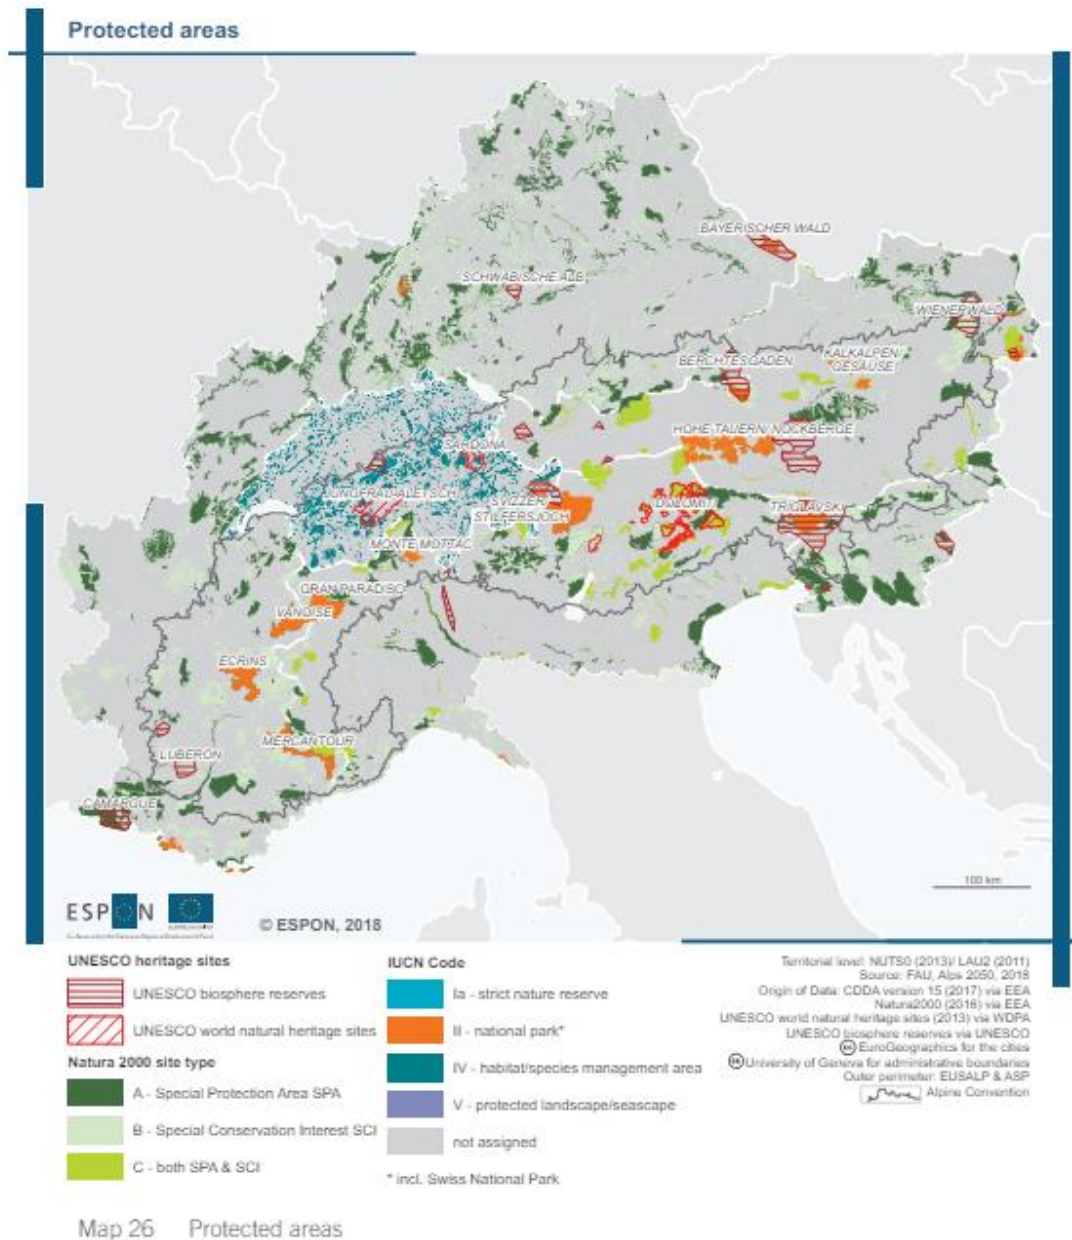 Protected areas
BAYERISCHER WALD
SCHWÄBISCHE ALB
WIENERWALD
BERCHTESGADEN
KALKALPEN/
GESÄUSE
HOHE TAUERN/ NOCKBERGE
SARDONA
JUNGFRAU/ALETSCH
SVIZZER/
STILFERSJOCH
DOLOMITI
TRIGLAVSKI
MONTE MOTTAC
GRAN PARADISO
VANOISE
ECRINS
MERCANTOUR
LUBERON
CAMARGUE
100 km
ESPON
© ESPON, 2018
UNESCO heritage sites
UNESCO biosphere reserves
UNESCO world natural heritage sites
Natura 2000 site type
A - Special Protection Area SPA
B - Special Conservation Interest SCI
C - both SPA & SCI
IUCN Code
Ia - strict nature reserve
II - national park*
IV - habitat/species management area
V - protected landscape/seascape
not assigned
* incl. Swiss National Park
Territorial level: NUTS0 (2013)/ LAU2 (2011)
Source: FAU, Alps 2050, 2018
Origin of Data: CDDA version 15 (2017) via EEA
Natura2000 (2016) via EEA
UNESCO world natural heritage sites (2013) via WDPA
UNESCO biosphere reserves via UNESCO
EuroGeographics for the cities
University of Geneva for administrative boundaries
Outer perimeter: EUSALP & ASP
Alpine Convention
Map 26 Protected areas